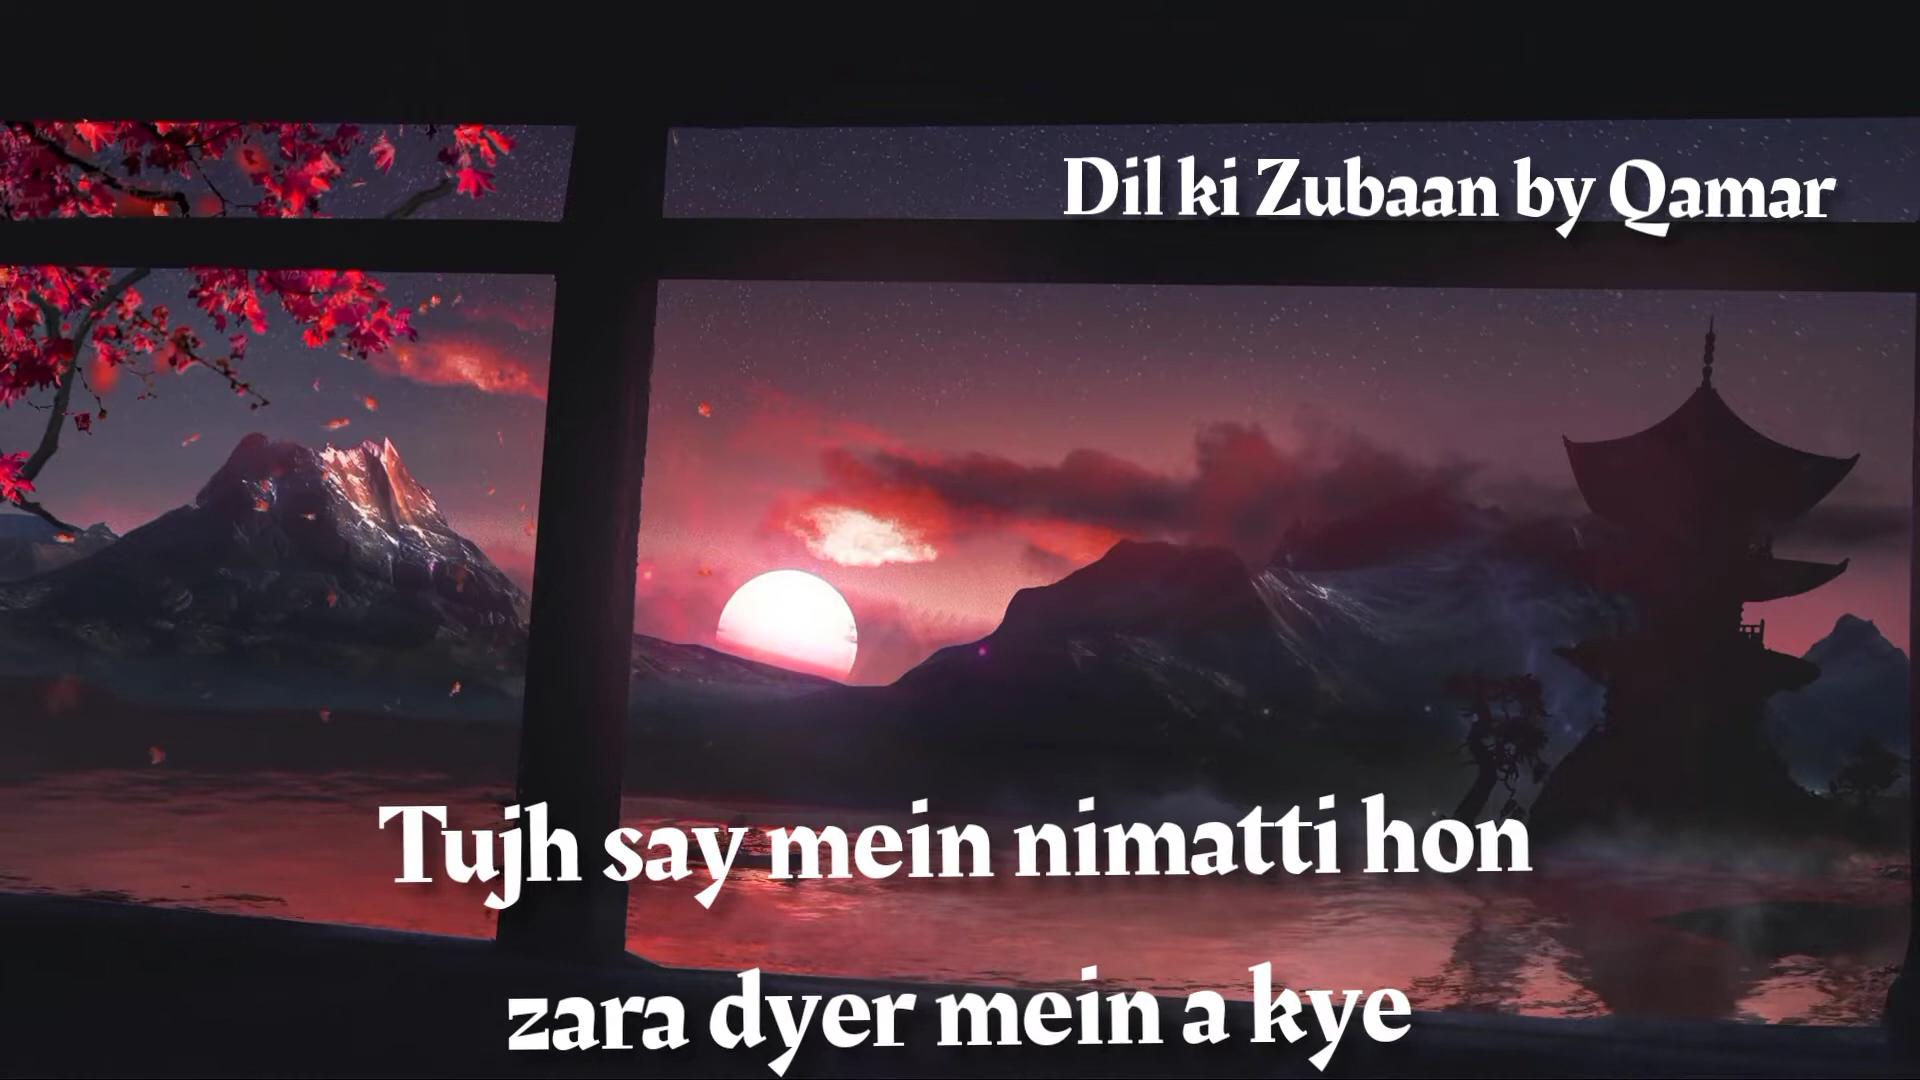 Dil ki Zubaan by Qamar
Tujh say mein nimatti hon
zara dyer mein a kye